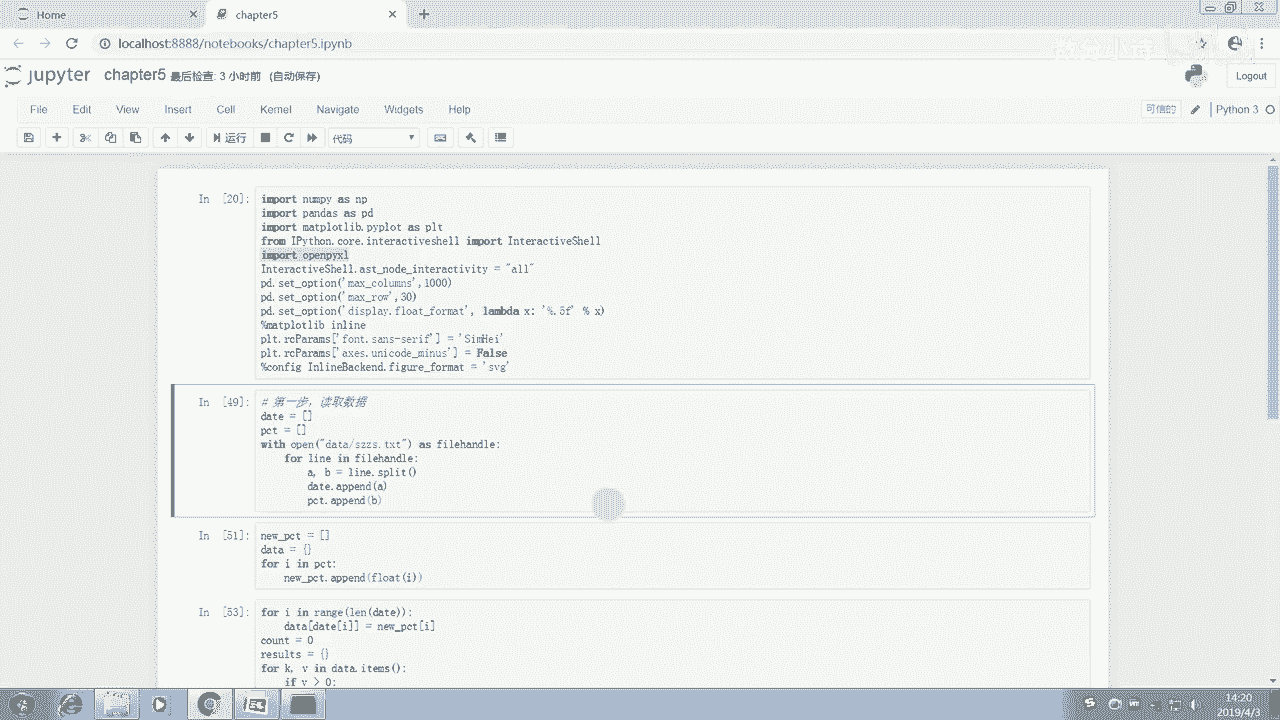 Home
chapter5
localhost:8888/notebooks/chapter5.ipynb
jupyter chapter5 最后检查: 3 小时前 (自动保存)
Logout
File Edit View Insert Cell Kernel Navigate Widgets Help
可信的 Python 3
运行 代码
In [20]:
import numpy as np
import pandas as pd
import matplotlib.pyplot as plt
from IPython.core.interactiveshell import InteractiveShell
import openpyxl
InteractiveShell.ast_node_interactivity = "all"
pd.set_option('max_columns',1000)
pd.set_option('max_row',30)
pd.set_option('display.float_format', lambda x: '%.5f' % x)
%matplotlib inline
plt.rcParams['font.sans-serif'] = 'SimHei'
plt.rcParams['axes.unicode_minus'] = False
%config InlineBackend.figure_format = 'svg'
In [49]:
# 第一步，读取数据
date = []
pct = []
with open("data/szzs.txt") as filehandle:
for line in filehandle:
a, b = line.split()
date.append(a)
pct.append(b)
In [51]:
new_pct = []
data = {}
for i in pct:
new_pct.append(float(i))
In [53]:
for i in range(len(date)):
data[date[i]] = new_pct[i]
count = 0
results = {}
for k, v in data.items():
if v > 0:
14:20
2019/4/3